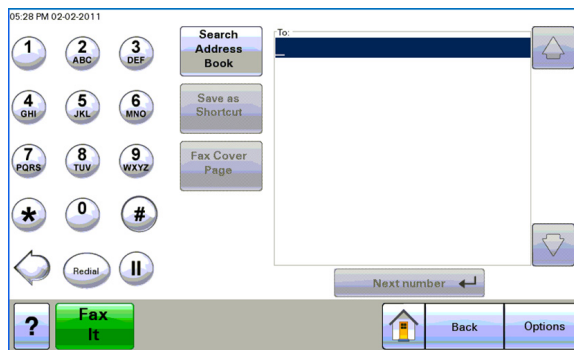 05:28 PM 02-02-2011
1
2
ABC
3
DEF
4
GHI
5
JKL
6
MNO
7
PQRS
8
TUV
9
WXYZ
*
0
#
Redial
Search
Address
Book
Save as
Shortcut
Fax Cover
Page
To:
_
Next number
?
Fax
It
Back
Options